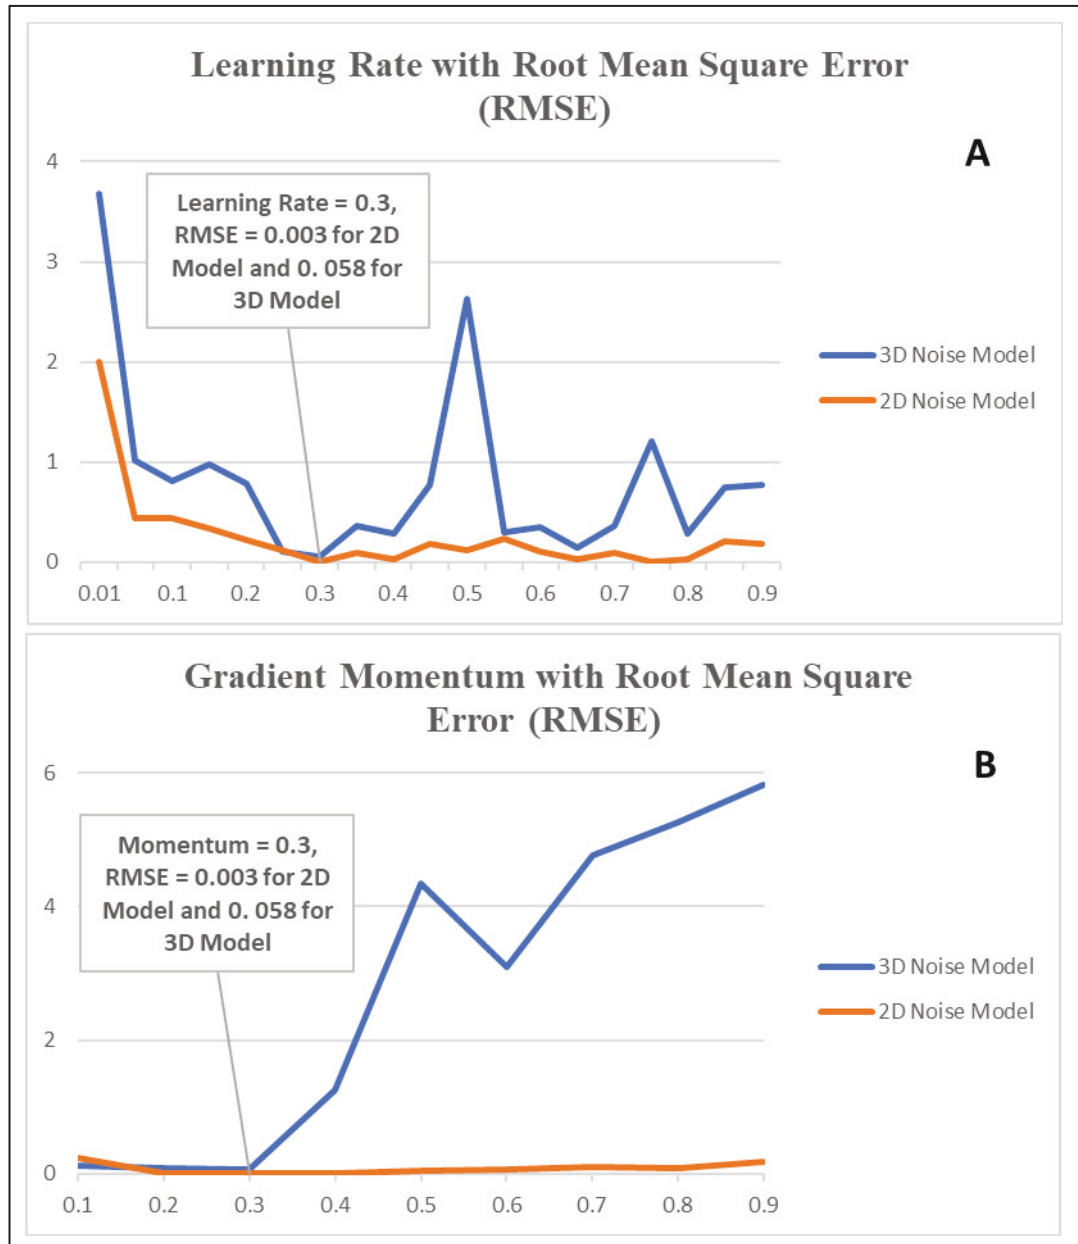 Learning Rate with Root Mean Square Error
(RMSE)
A
4
3
2
1
0
Learning Rate = 0.3,
RMSE = 0.003 for 2D
Model and 0. 058 for
3D Model
3D Noise Model
2D Noise Model
0.01 0.1 0.2 0.3 0.4 0.5 0.6 0.7 0.8 0.9
Gradient Momentum with Root Mean Square
Error (RMSE)
B
6
4
2
0
Momentum = 0.3,
RMSE = 0.003 for 2D
Model and 0. 058 for
3D Model
3D Noise Model
2D Noise Model
0.1 0.2 0.3 0.4 0.5 0.6 0.7 0.8 0.9